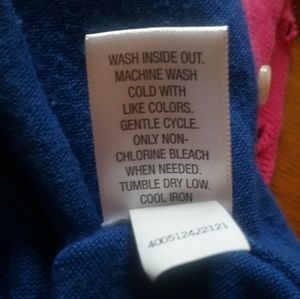 WASH INSIDE OUT.
MACHINE WASH
COLD WITH
LIKE COLORS.
GENTLE CYCLE.
ONLY NON-
CHLORINE BLEACH
WHEN NEEDED.
TUMBLE DRY LOW.
COOL IRON
400512422121